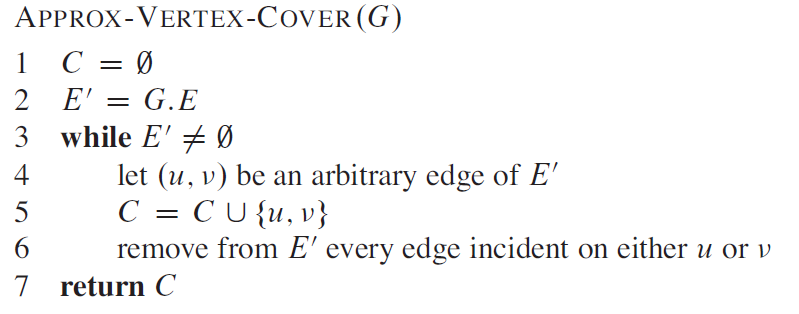 APPROX-VERTEX-COVER(G)
1 C = ∅
2 E′ = G.E
3 while E′ ≠ ∅
4 let (u, v) be an arbitrary edge of E′
5 C = C ∪ {u, v}
6 remove from E′ every edge incident on either u or v
7 return C